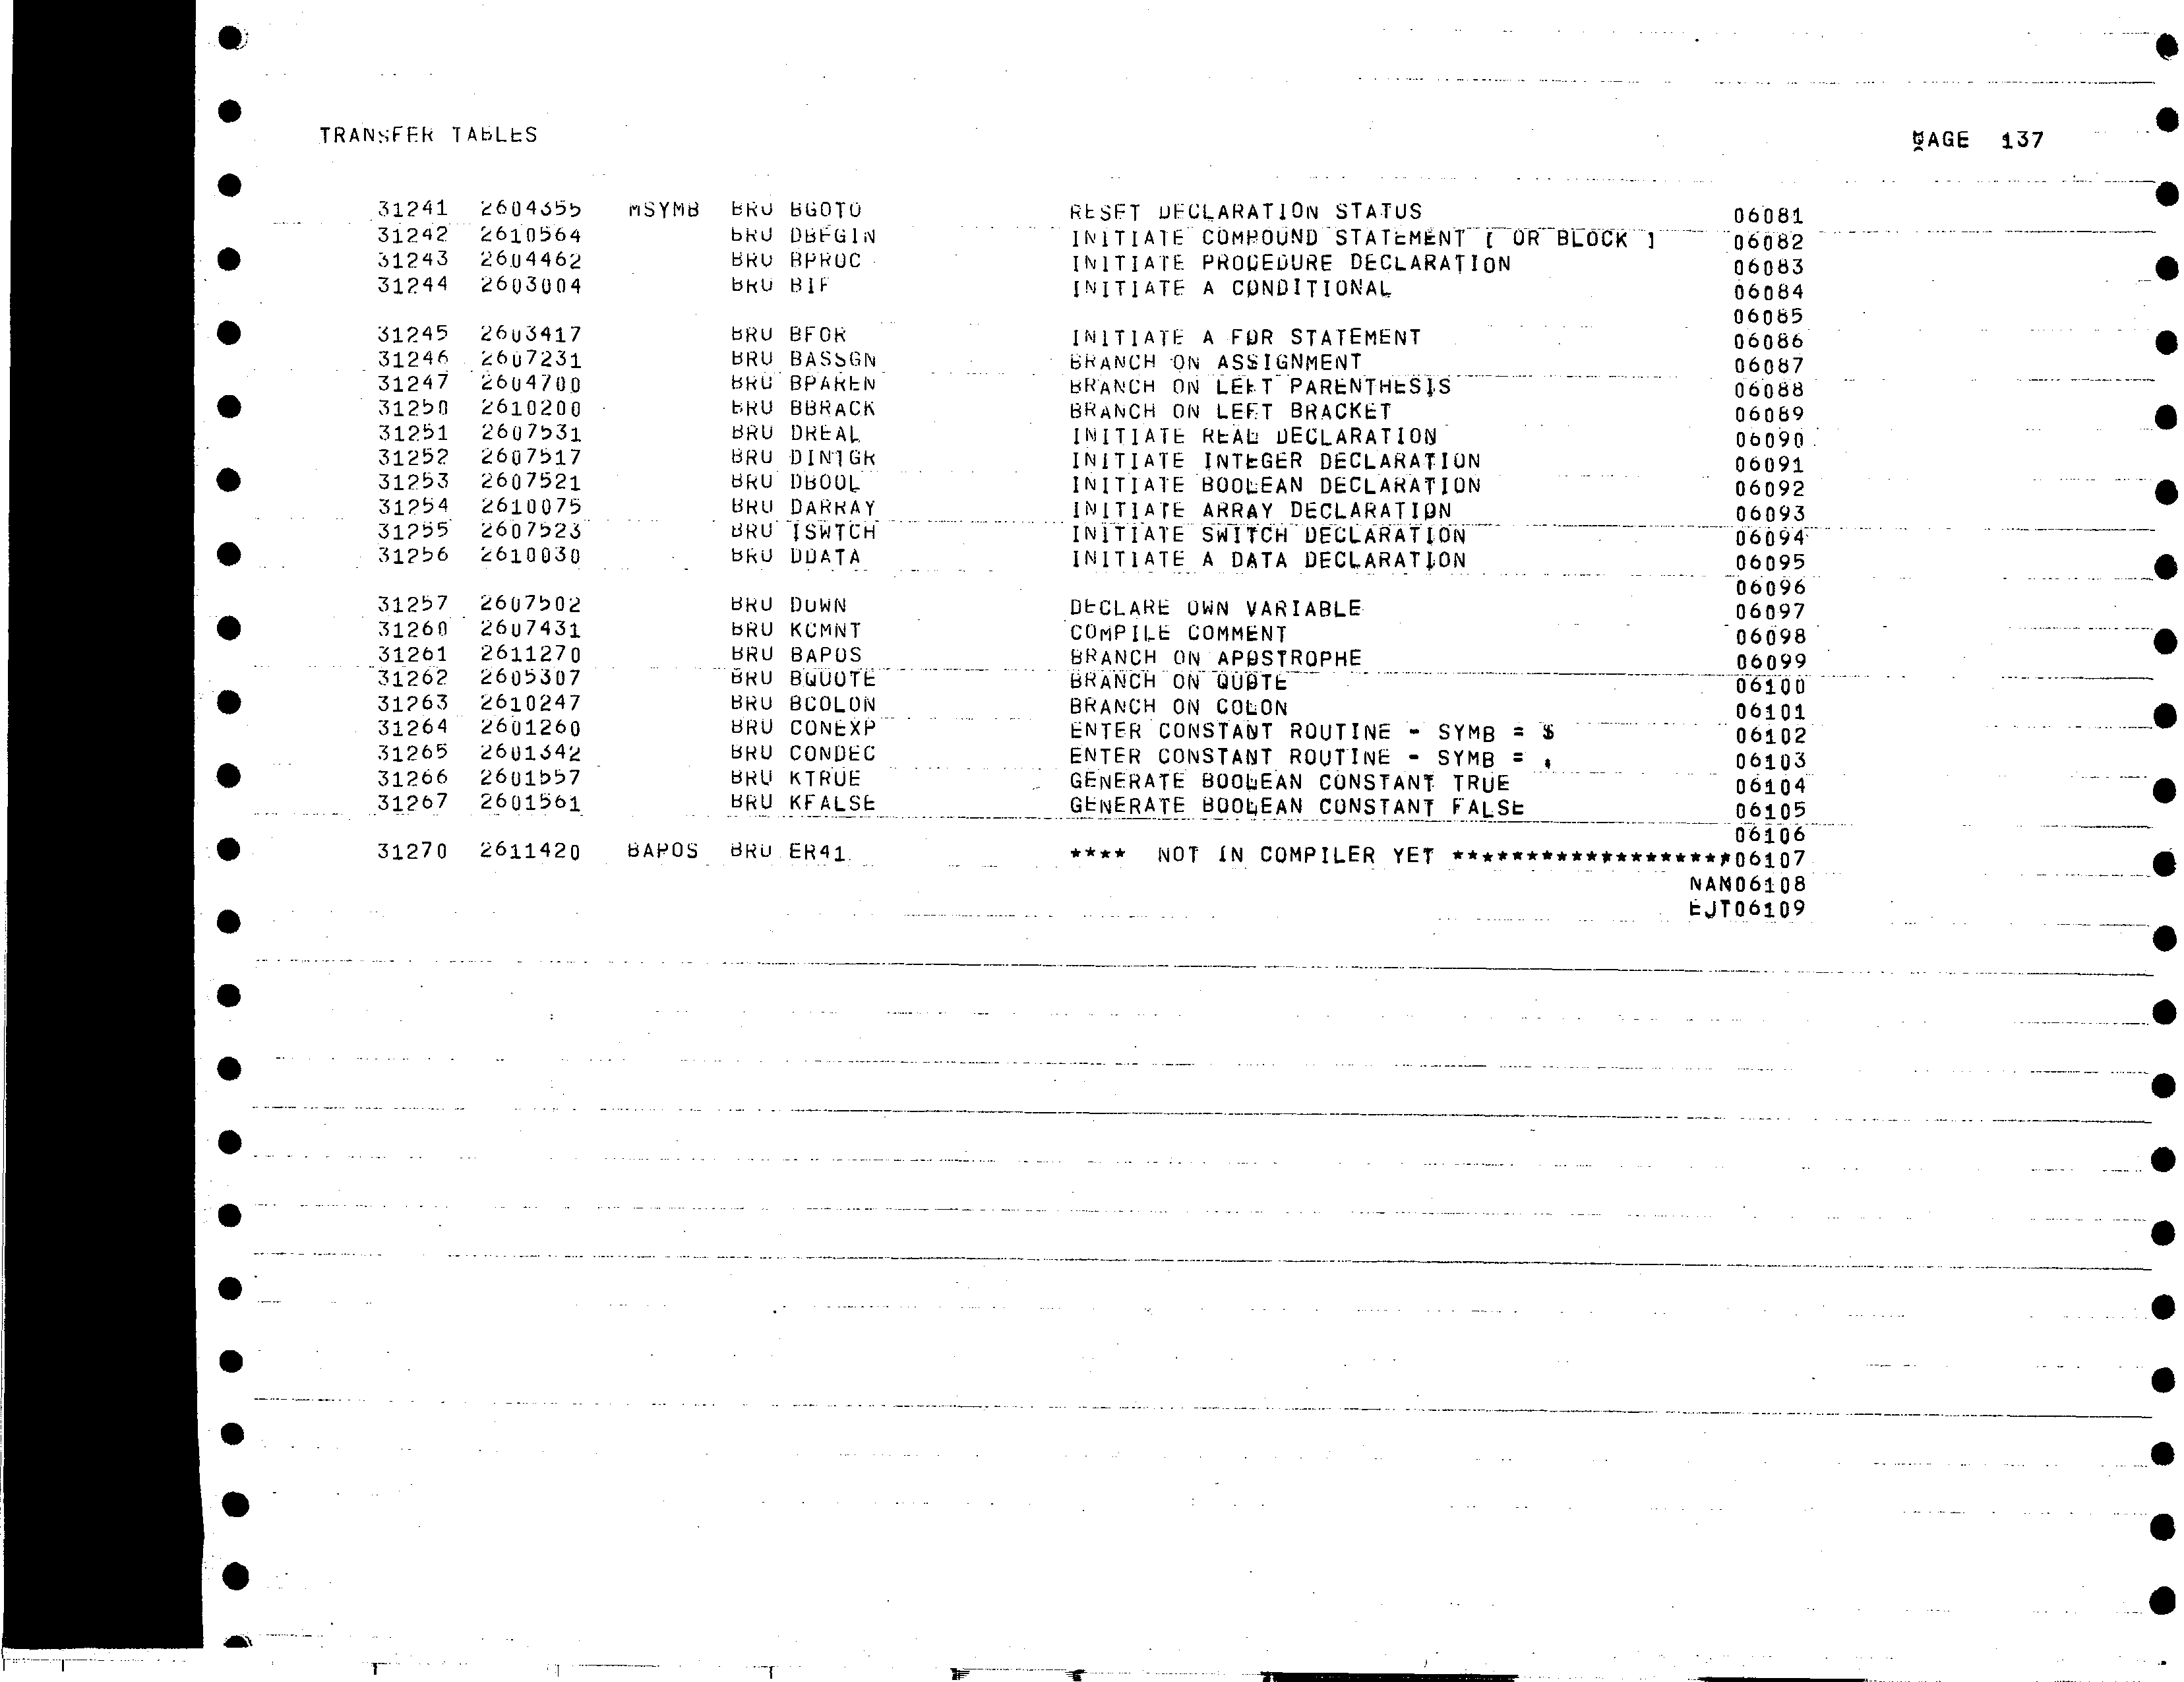 TRANSFER TABLES PAGE 137
31241 2604355 MSYMB BRU BGOTO RESET DECLARATION STATUS 06081
31242 2610564 BRU DBEGIN INITIATE COMPOUND STATEMENT [ OR BLOCK ] 06082
31243 2604462 BRU BPROC INITIATE PROCEDURE DECLARATION 06083
31244 2603004 BRU BIF INITIATE A CONDITIONAL 06084
06085
31245 2603417 BRU BFOR INITIATE A FOR STATEMENT 06086
31246 2607231 BRU BASSGN BRANCH ON ASSIGNMENT 06087
31247 2604700 BRU BPAREN BRANCH ON LEFT PARENTHESIS 06088
31250 2610200 BRU BBRACK BRANCH ON LEFT BRACKET 06089
31251 2607531 BRU DREAL INITIATE REAL DECLARATION 06090
31252 2607517 BRU DINTGR INITIATE INTEGER DECLARATION 06091
31253 2607521 BRU DBOOL INITIATE BOOLEAN DECLARATION 06092
31254 2610075 BRU DARRAY INITIATE ARRAY DECLARATION 06093
31255 2607523 BRU ISWTCH INITIATE SWITCH DECLARATION 06094
31256 2610030 BRU DDATA INITIATE A DATA DECLARATION 06095
06096
31257 2607502 BRU DOWN DECLARE OWN VARIABLE 06097
31260 2607431 BRU KCMNT COMPILE COMMENT 06098
31261 2611270 BRU BAPOS BRANCH ON APOSTROPHE 06099
31262 2605307 BRU BQUOTE BRANCH ON QUOTE 06100
31263 2610247 BRU BCOLON BRANCH ON COLON 06101
31264 2601260 BRU CONEXP ENTER CONSTANT ROUTINE - SYMB = $ 06102
31265 2601342 BRU CONDEC ENTER CONSTANT ROUTINE - SYMB = . 06103
31266 2601557 BRU KTRUE GENERATE BOOLEAN CONSTANT TRUE 06104
31267 2601561 BRU KFALSE GENERATE BOOLEAN CONSTANT FALSE 06105
06106
31270 2611420 BAPOS BRU ER41 **** NOT IN COMPILER YET *******************06107
NAM06108
EJT06109